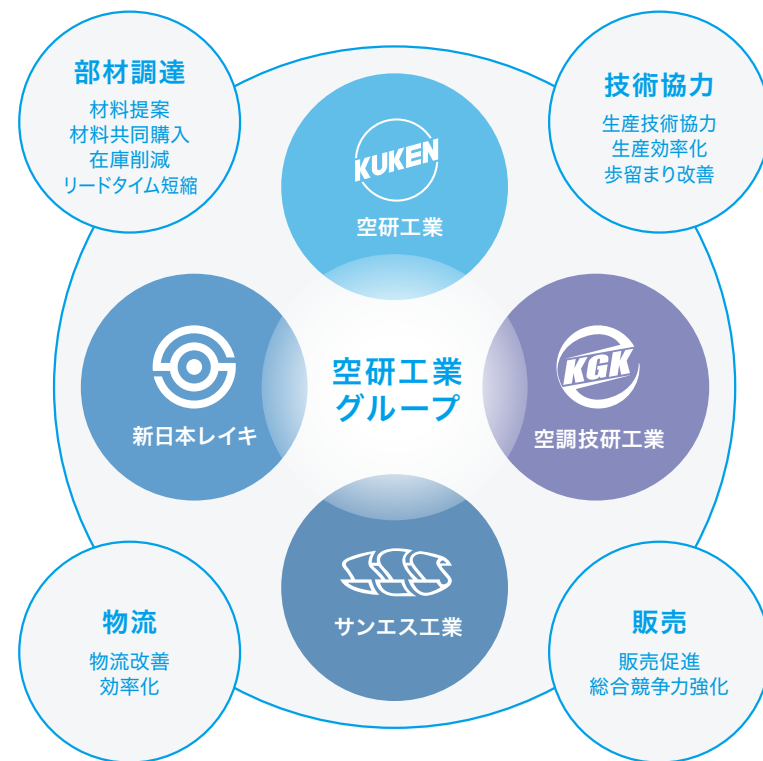 部材調達
材料提案
材料共同購入
在庫削減
リードタイム短縮
技術協力
生産技術協力
生産効率化
歩留まり改善
KUKEN
空研工業
新日本レイキ
空研工業
グループ
KGK
空調技研工業
サンエス工業
物流
物流改善
効率化
販売
販売促進
総合競争力強化